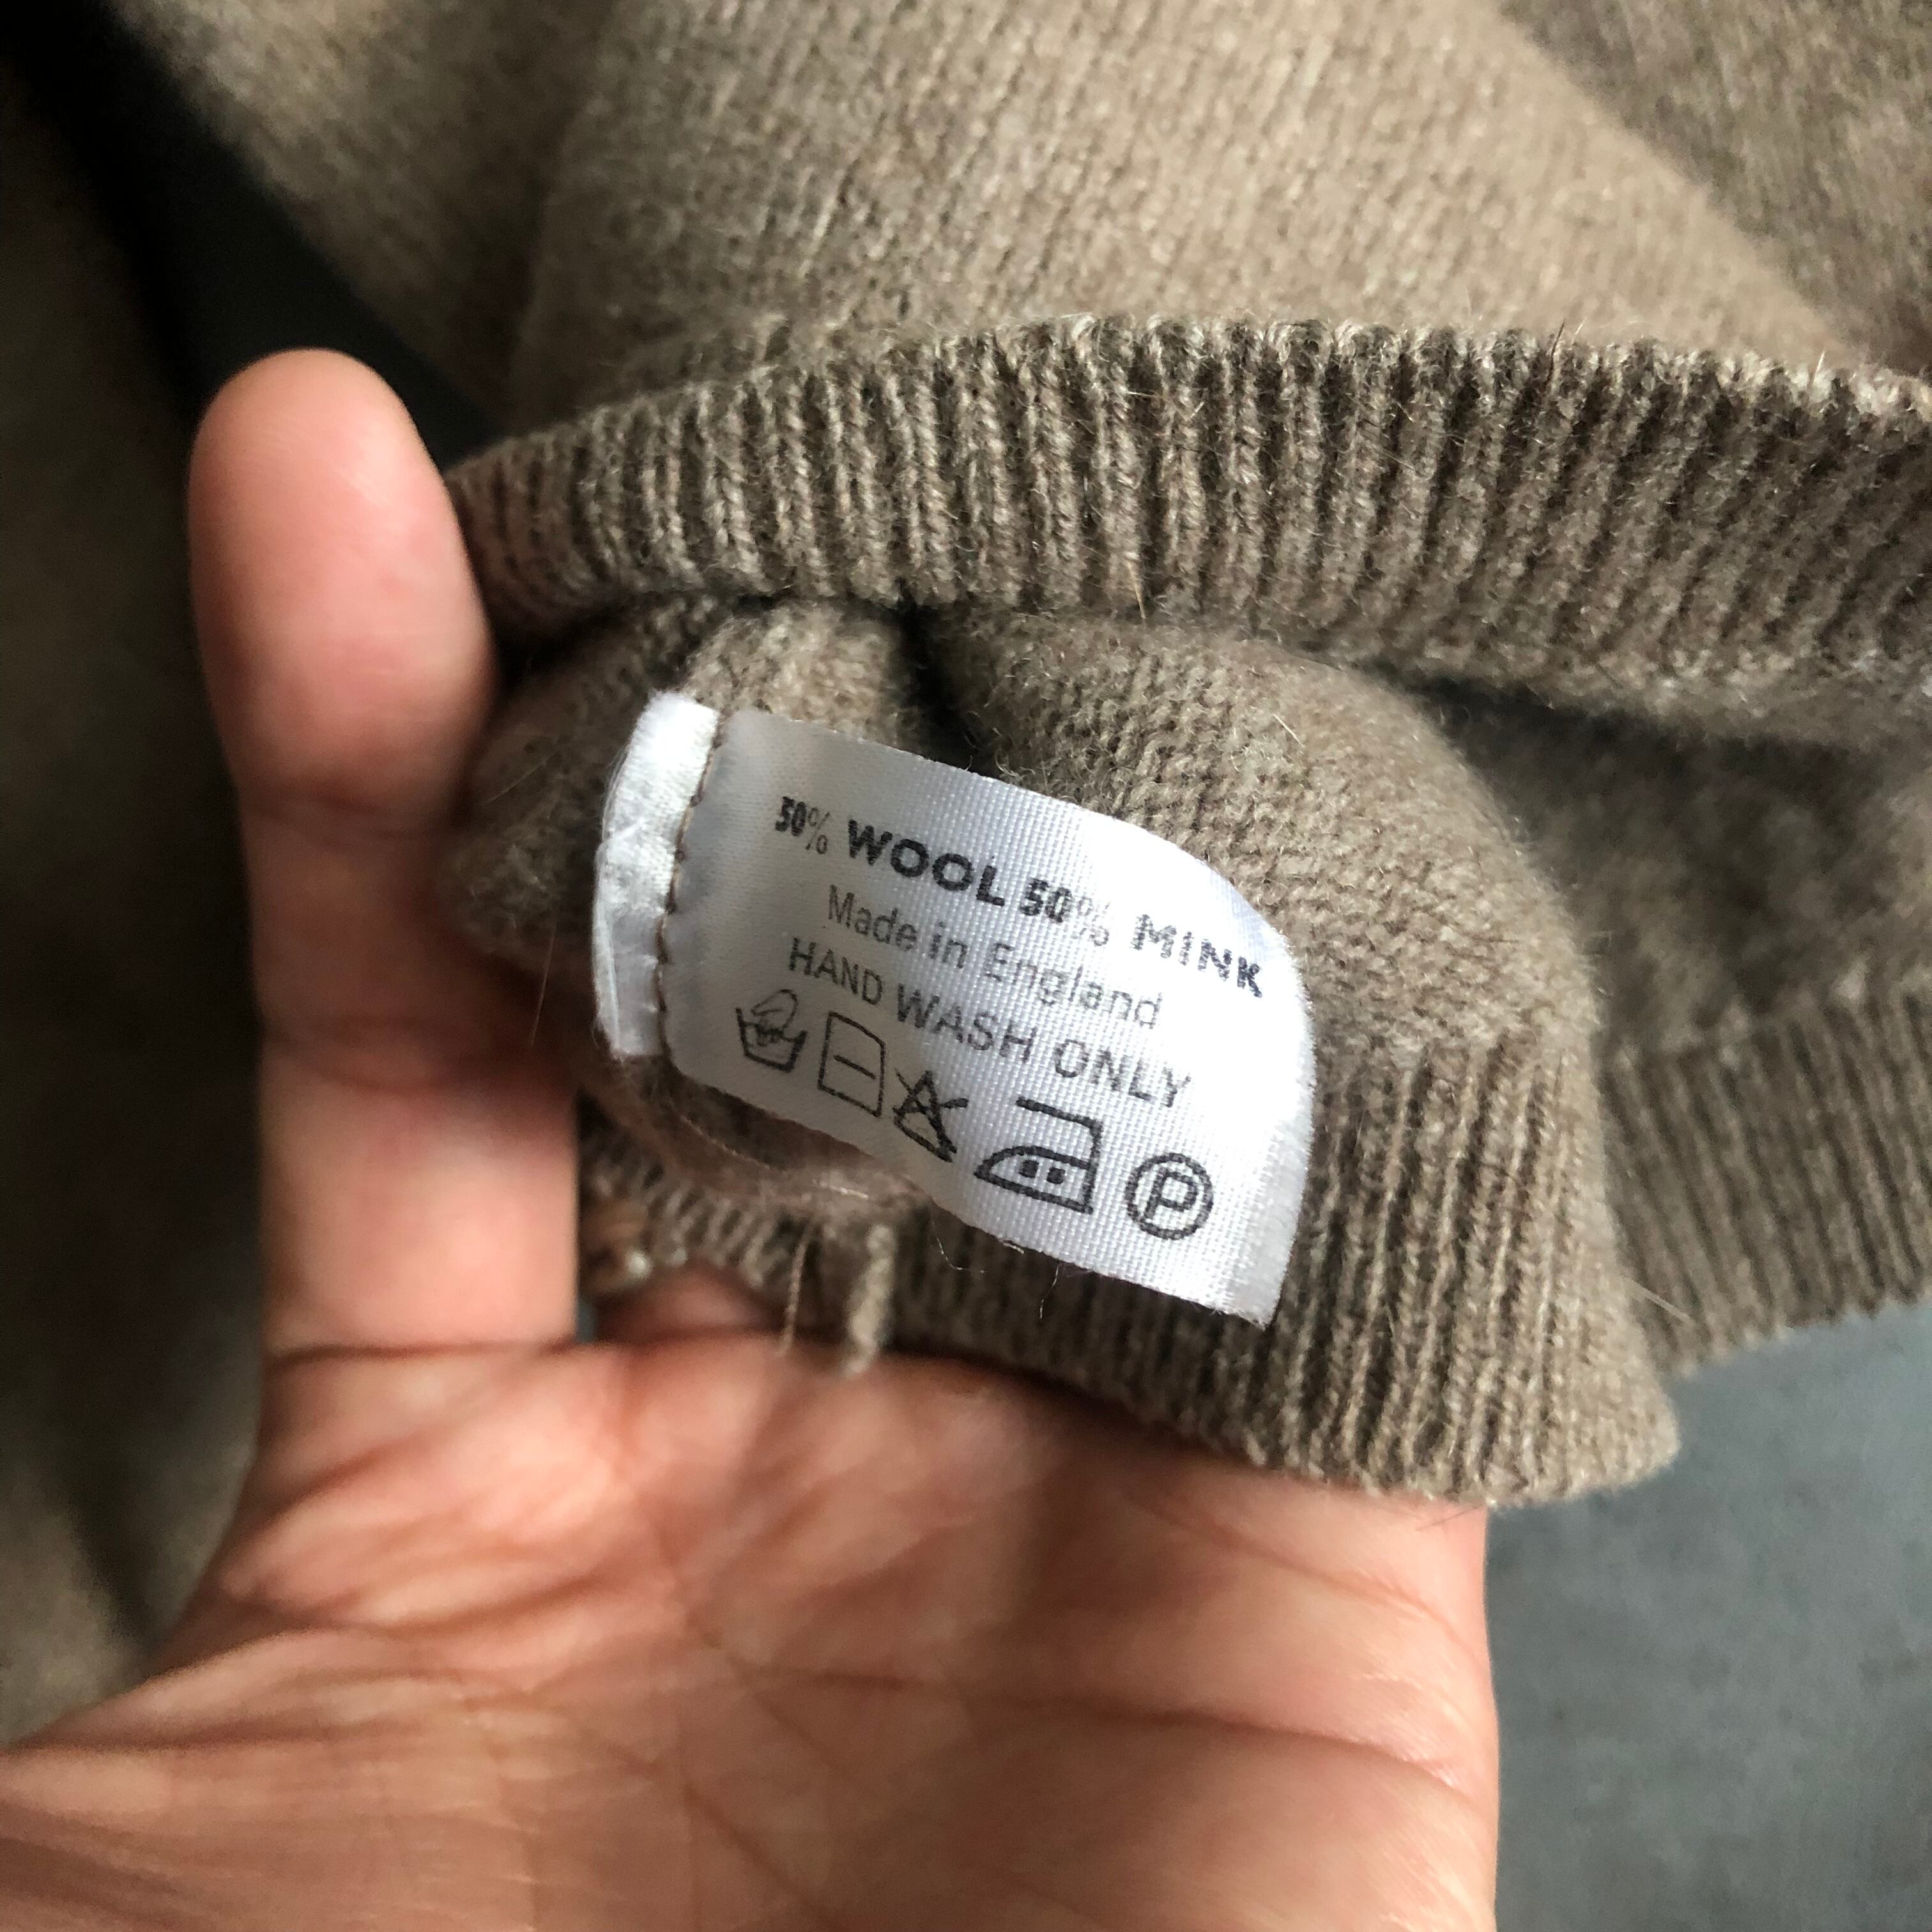 50% WOOL 50% MINK
Made in England
HAND WASH ONLY
P